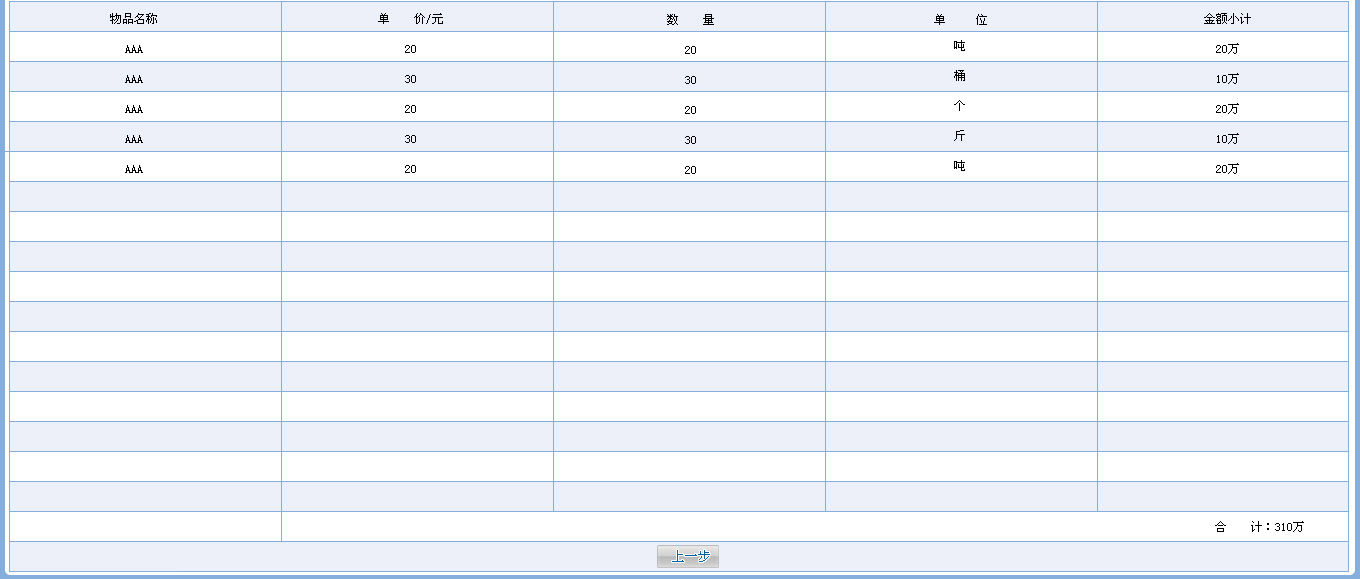 物品名称 单 价/元 数 量 单 位 金额小计
AAA 20 20 吨 20万
AAA 30 30 桶 10万
AAA 20 20 个 20万
AAA 30 30 斤 10万
AAA 20 20 吨 20万
合 计：310万
上一步